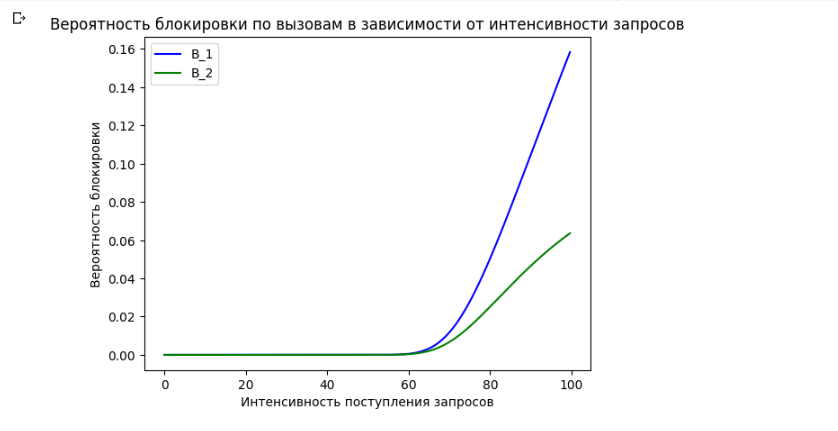 Вероятность блокировки по вызовам в зависимости от интенсивности запросов
0.16
0.14
0.12
0.10
0.08
0.06
0.04
0.02
0.00
B_1
B_2
Вероятность блокировки
0 20 40 60 80 100
Интенсивность поступления запросов